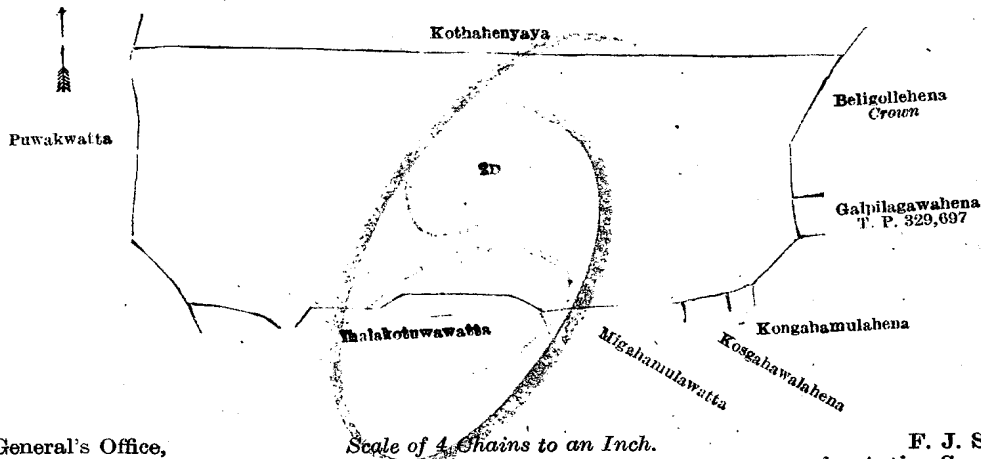 Kothahenyaya
Beligollehena
Crown
Puwakwatta
2D
Galpilagawahena
T. P. 329,697
Thalakotuwawatta
Migahamulawatta
Kosgahawalahena
Kongahamulahena
General's Office,
Scale of 4 Chains to an Inch.
F. J. S